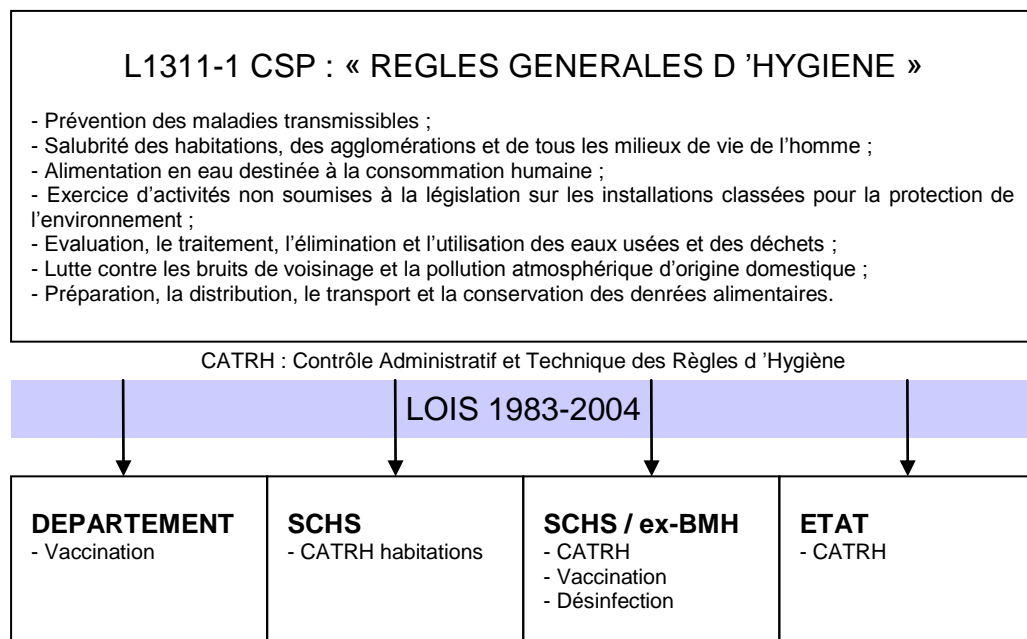 L1311-1 CSP : « REGLES GENERALES D ’HYGIENE »
- Prévention des maladies transmissibles ;
- Salubrité des habitations, des agglomérations et de tous les milieux de vie de l’homme ;
- Alimentation en eau destinée à la consommation humaine ;
- Exercice d’activités non soumises à la législation sur les installations classées pour la protection de
l’environnement ;
- Evaluation, le traitement, l’élimination et l’utilisation des eaux usées et des déchets ;
- Lutte contre les bruits de voisinage et la pollution atmosphérique d’origine domestique ;
- Préparation, la distribution, le transport et la conservation des denrées alimentaires.
CATRH : Contrôle Administratif et Technique des Règles d ’Hygiène
LOIS 1983-2004
DEPARTEMENT
- Vaccination
SCHS
- CATRH habitations
SCHS / ex-BMH
- CATRH
- Vaccination
- Désinfection
ETAT
- CATRH